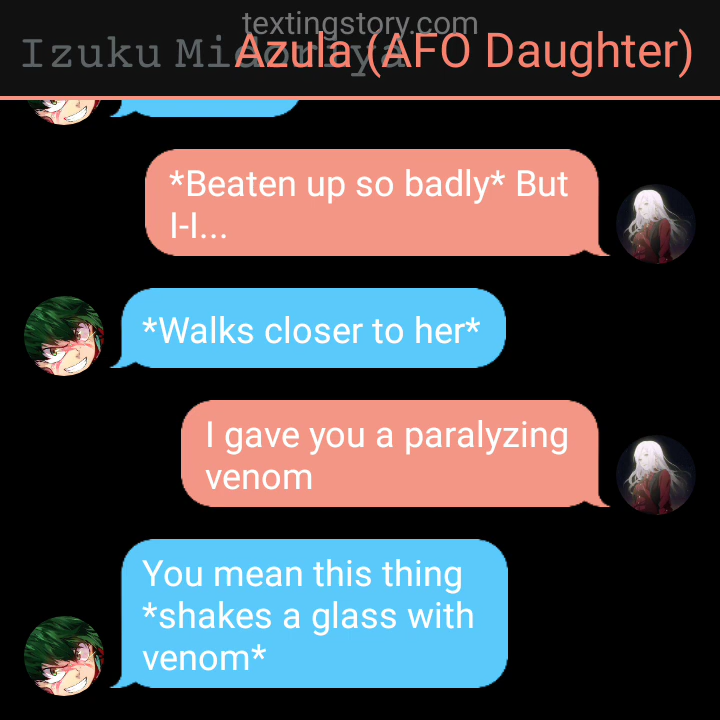 textingstory.com
Izuku Midoriya
Azula (AFO Daughter)
*Beaten up so badly* But
I-I...
*Walks closer to her*
I gave you a paralyzing
venom
You mean this thing
*shakes a glass with
venom*